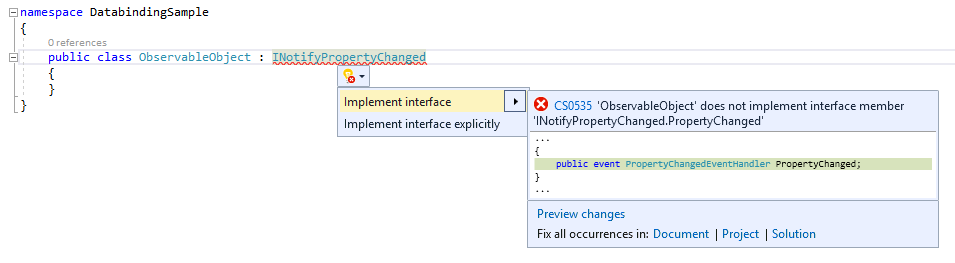 namespace DatabindingSample
{
0 references
public class ObservableObject : INotifyPropertyChanged
{
}
}
Implement interface
Implement interface explicitly
CS0535 'ObservableObject' does not implement interface member
'INotifyPropertyChanged.PropertyChanged'
...
{
public event PropertyChangedEventHandler PropertyChanged;
}
...
Preview changes
Fix all occurrences in: Document | Project | Solution